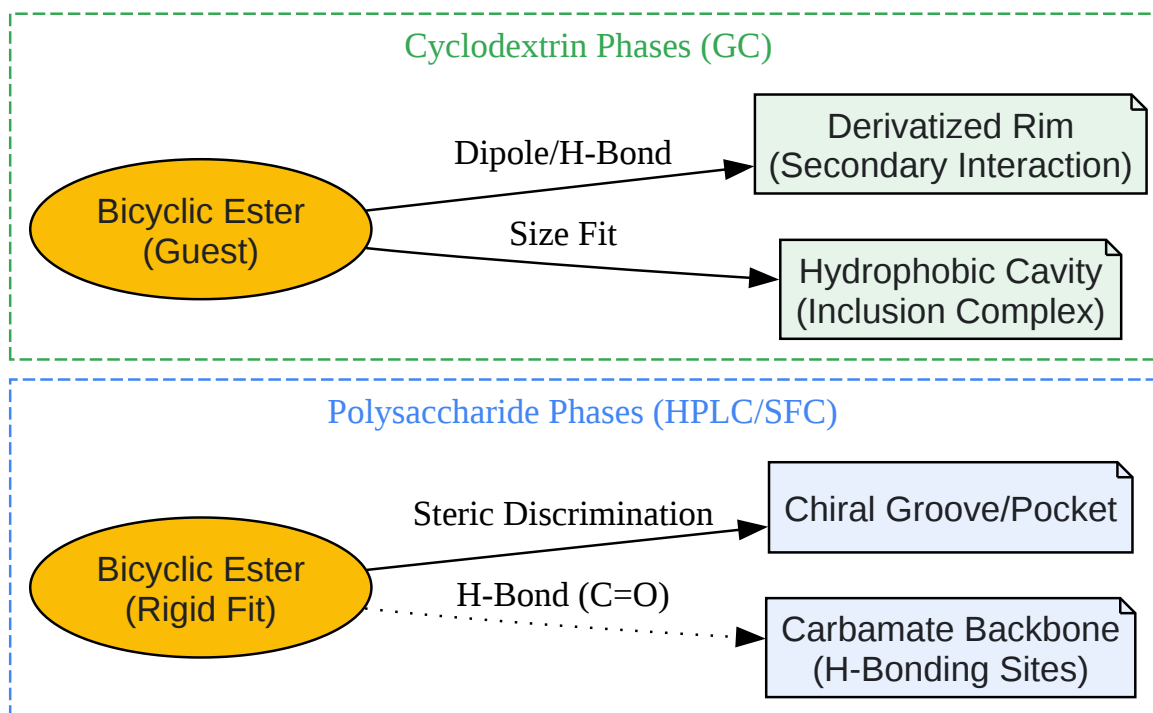 Cyclodextrin Phases (GC)
Dipole/H-Bond
Derivatized Rim
(Secondary Interaction)
Bicyclic Ester
(Guest)
Size Fit
Hydrophobic Cavity
(Inclusion Complex)
Polysaccharide Phases (HPLC/SFC)
Steric Discrimination
Chiral Groove/Pocket
Bicyclic Ester
(Rigid Fit)
H-Bond (C=O)
Carbamate Backbone
(H-Bonding Sites)